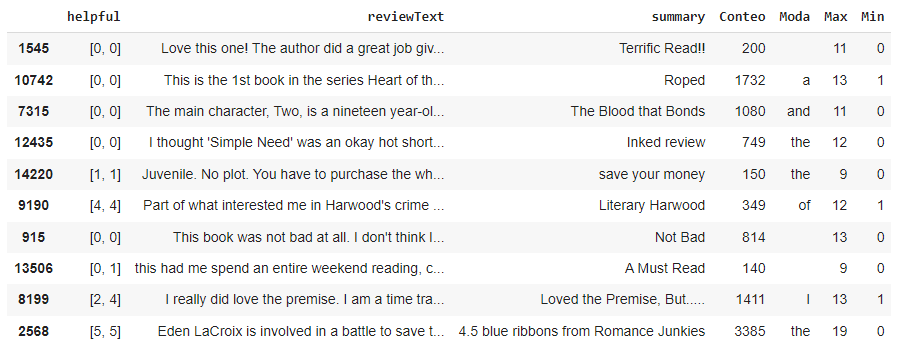 helpful reviewText summary Conteo Moda Max Min
1545 [0, 0] Love this one! The author did a great job giv... Terrific Read!! 200 11 0
10742 [0, 0] This is the 1st book in the series Heart of th... Roped 1732 a 13 1
7315 [0, 0] The main character, Two, is a nineteen year-ol... The Blood that Bonds 1080 and 11 0
12435 [0, 0] I thought 'Simple Need' was an okay hot short... Inked review 749 the 12 0
14220 [1, 1] Juvenile. No plot. You have to purchase the wh... save your money 150 the 9 0
9190 [4, 4] Part of what interested me in Harwood's crime ... Literary Harwood 349 of 12 1
915 [0, 0] This book was not bad at all. I don't think I... Not Bad 814 13 0
13506 [0, 1] this had me spend an entire weekend reading, c... A Must Read 140 9 0
8199 [2, 4] I really did love the premise. I am a time tra... Loved the Premise, But..... 1411 I 13 1
2568 [5, 5] Eden LaCroix is involved in a battle to save t... 4.5 blue ribbons from Romance Junkies 3385 the 19 0